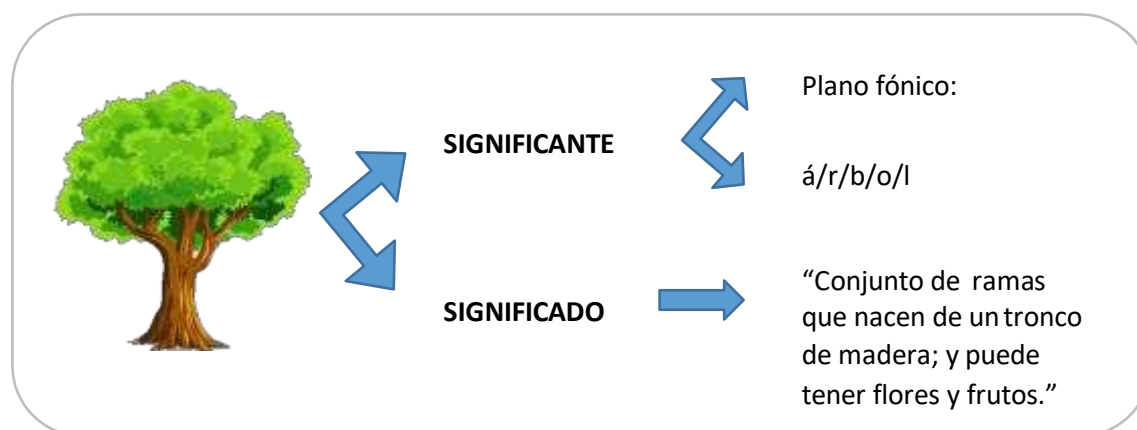 Plano fónico:
SIGNIFICANTE
á/r/b/o/l
SIGNIFICADO
“Conjunto de ramas
que nacen de un tronco
de madera; y puede
tener flores y frutos.”